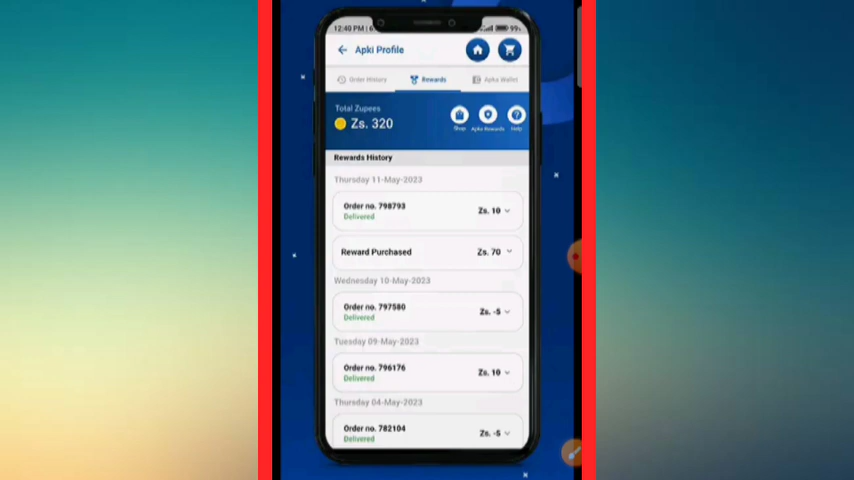 12:40 PM
99%
Apki Profile
Order History
Rewards
Apka Wallet
Total Zupees
Zs. 320
Shop
Apka Rewards
Help
Rewards History
Thursday 11-May-2023
Order no. 798793
Delivered
Zs. 10
Reward Purchased
Zs. 70
Wednesday 10-May-2023
Order no. 797580
Delivered
Zs. -5
Tuesday 09-May-2023
Order no. 796176
Delivered
Zs. 10
Thursday 04-May-2023
Order no. 782104
Delivered
Zs. -5